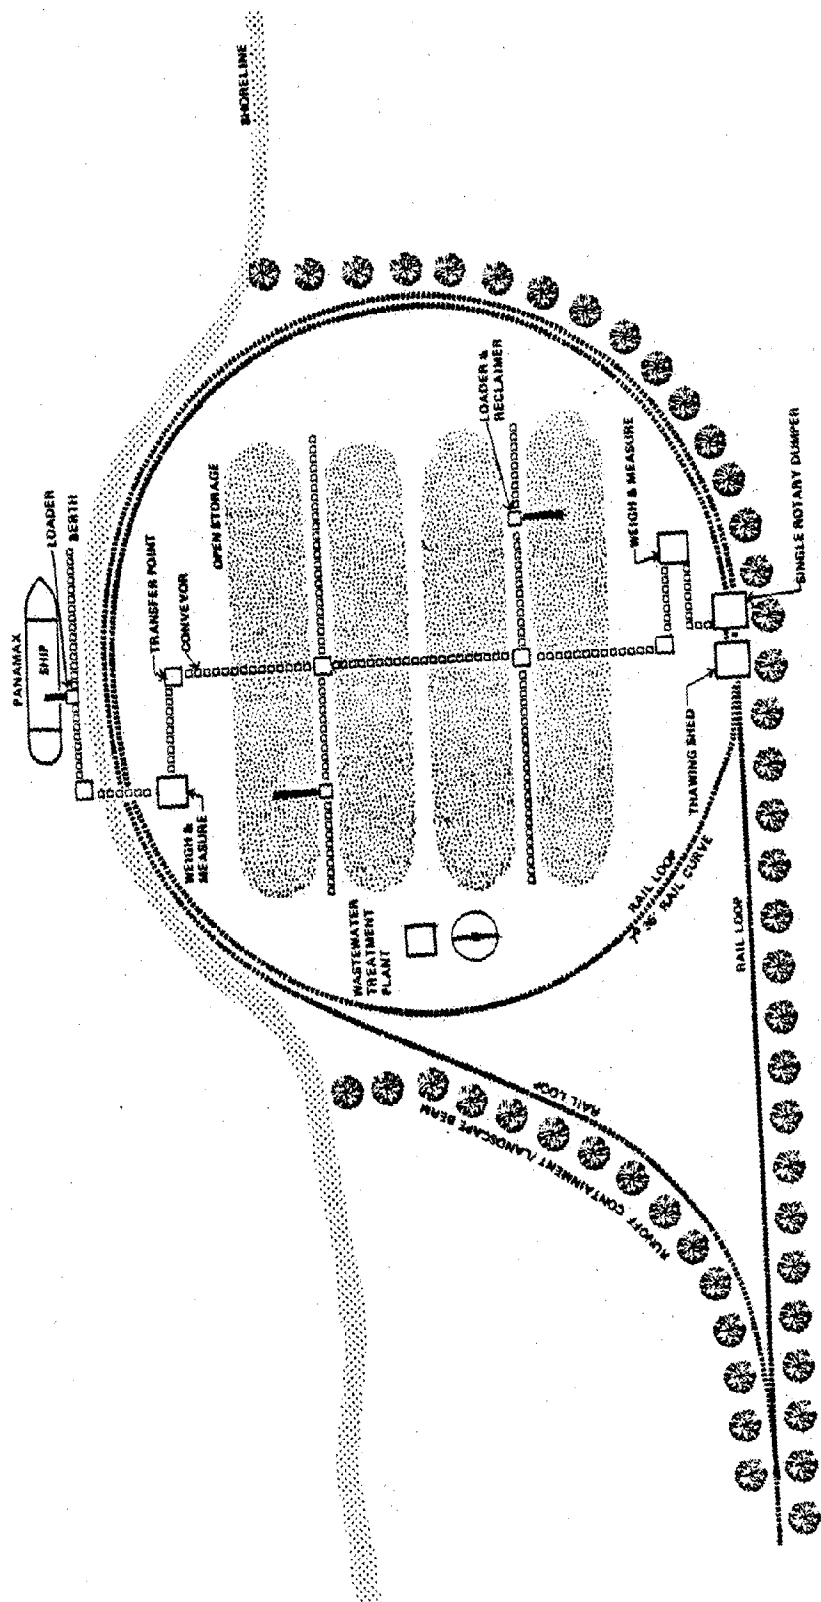 SHORELINE
PANAMAX
SHIP
LOADER
BERTH
TRANSFER POINT
CONVEYOR
WEIGH &
MEASURE
OPEN STORAGE
LOADER &
RECLAIMER
WEIGH & MEASURE
SINGLE ROTARY DUMPER
THAWING SHED
WASTEWATER
TREATMENT
PLANT
RAIL LOOP
RAIL CURVE
RAIL LOOP
RAIL LOOP
RUNOFF CONTAINMENT/LANDSCAPE BERM